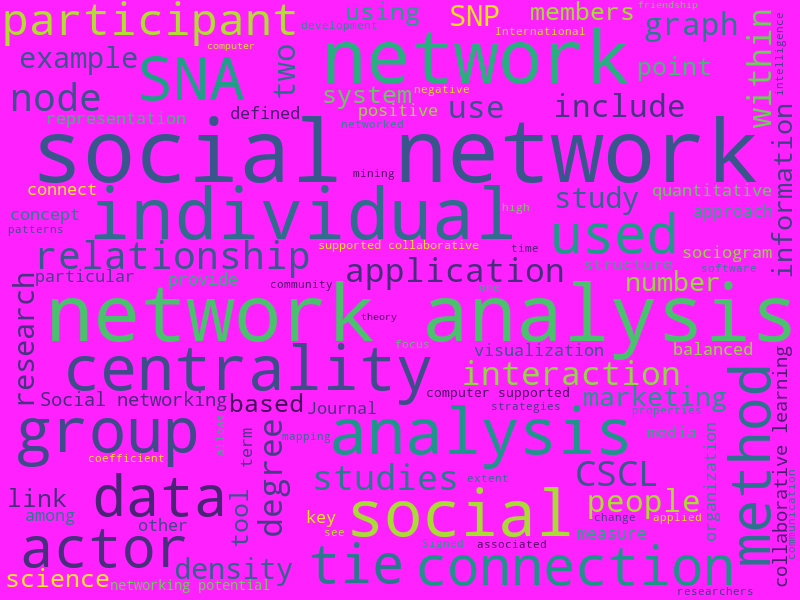 participant
using
SNP
members
friendship
development
International
computer
example
SNA
two
network
graph
point
within
intelligence
node
system
negative
positive
use
include
representation
defined
networked
social network
mining
connect
individual
study
quantitative
concept
high
approach
patterns
used
information
relationship
supported collaborative
time
sociogram
particular
provide
application
structure
software
community
number
research
network analysis
theory
focus
visualization
balanced
centrality
interaction
Social networking
based
Journal
computer supported
marketing
method
strategies
properties
group
term
degree
mapping
analysis
media
organization
collaborative learning
coefficient
studies
extent
CSCL
communication
link
data
tool
people
among
other
key
social
change
applied
see
measure
actor
associated
science
density
tie
connection
networking potential
researchers